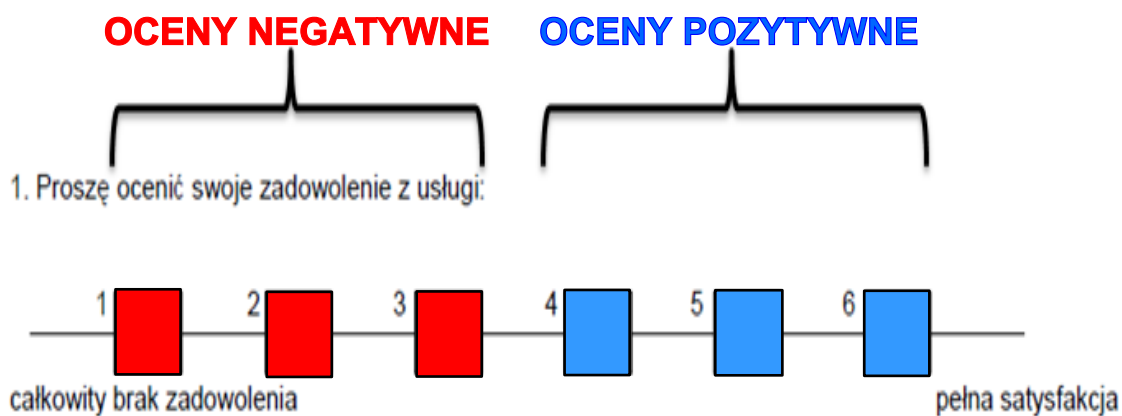 OCENY NEGATYWNE OCENY POZYTYWNE
1. Proszę ocenić swoje zadowolenie z usługi:
1 2 3 4 5 6
całkowity brak zadowolenia pełna satysfakcja